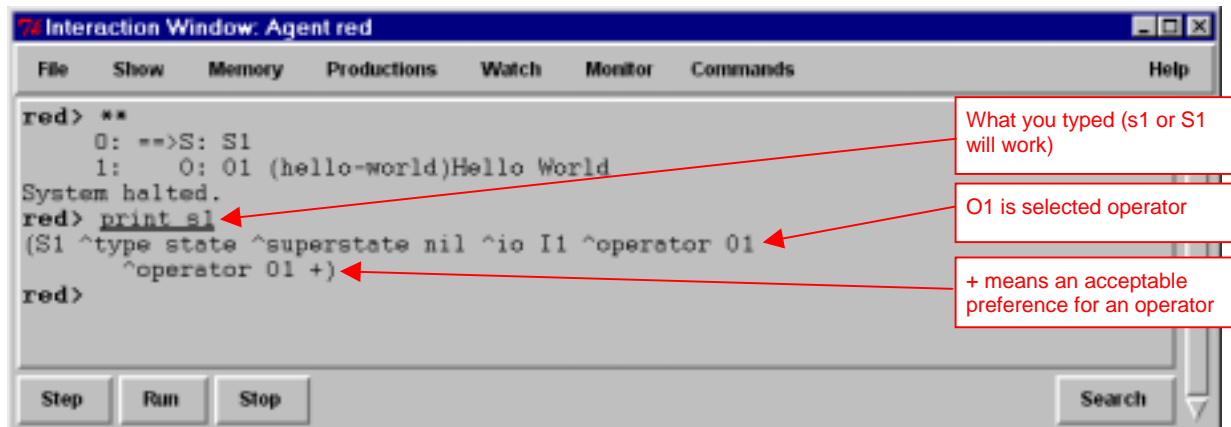 Interaction Window: Agent red
File Show Memory Productions Watch Monitor Commands Help
red> **
0: ==>S: S1
1: O: O1 (hello-world)Hello World
System halted.
red> print s1
(S1 ^type state ^superstate nil ^io I1 ^operator O1
^operator O1 +)
red>
What you typed (s1 or S1
will work)
O1 is selected operator
+ means an acceptable
preference for an operator
Step Run Stop Search